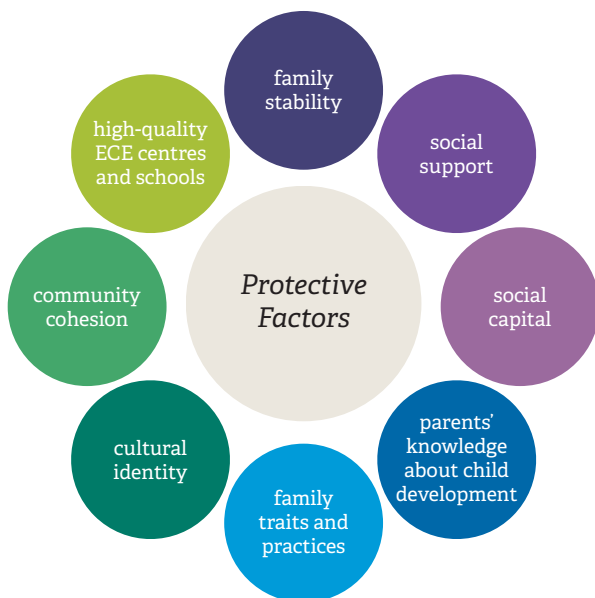 family
stability
social
support
social
capital
parents’
knowledge
about child
development
family
traits and
practices
cultural
identity
community
cohesion
high-quality
ECE centres
and schools
Protective
Factors